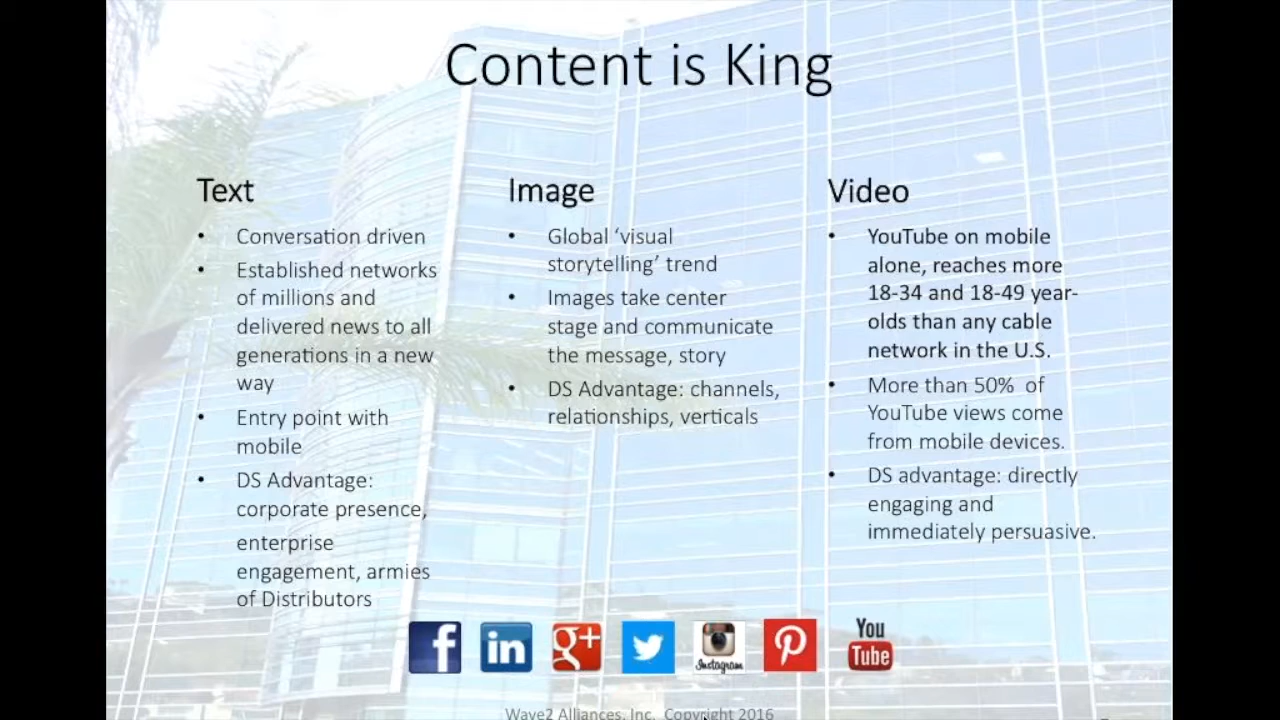 Content is King
Text
• Conversation driven
• Established networks
of millions and
delivered news to all
generations in a new
way
• Entry point with
mobile
• DS Advantage:
corporate presence,
enterprise
engagement, armies
of Distributors
Image
• Global ‘visual
storytelling’ trend
• Images take center
stage and communicate
the message, story
• DS Advantage: channels,
relationships, verticals
Video
• YouTube on mobile
alone, reaches more
18-34 and 18-49 year-
olds than any cable
network in the U.S.
• More than 50% of
YouTube views come
from mobile devices.
• DS advantage: directly
engaging and
immediately persuasive.
f
in
g+
Instagram
P
You
Tube
Wave2 Alliances, Inc. Copyright 2016